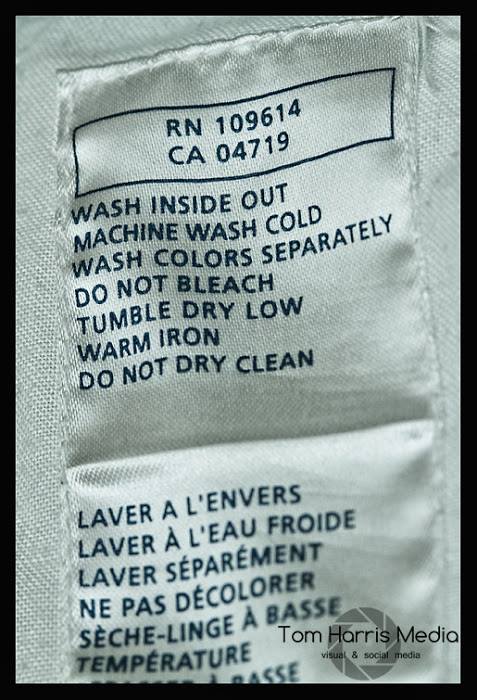 RN 109614
CA 04719
WASH INSIDE OUT
MACHINE WASH COLD
WASH COLORS SEPARATELY
DO NOT BLEACH
TUMBLE DRY LOW
WARM IRON
DO NOT DRY CLEAN
LAVER A L'ENVERS
LAVER À L'EAU FROIDE
LAVER SÉPARÉMENT
NE PAS DÉCOLORER
SÈCHE-LINGE À BASSE
TEMPÉRATURE
À BASSE
Tom Harris Media
visual & social media